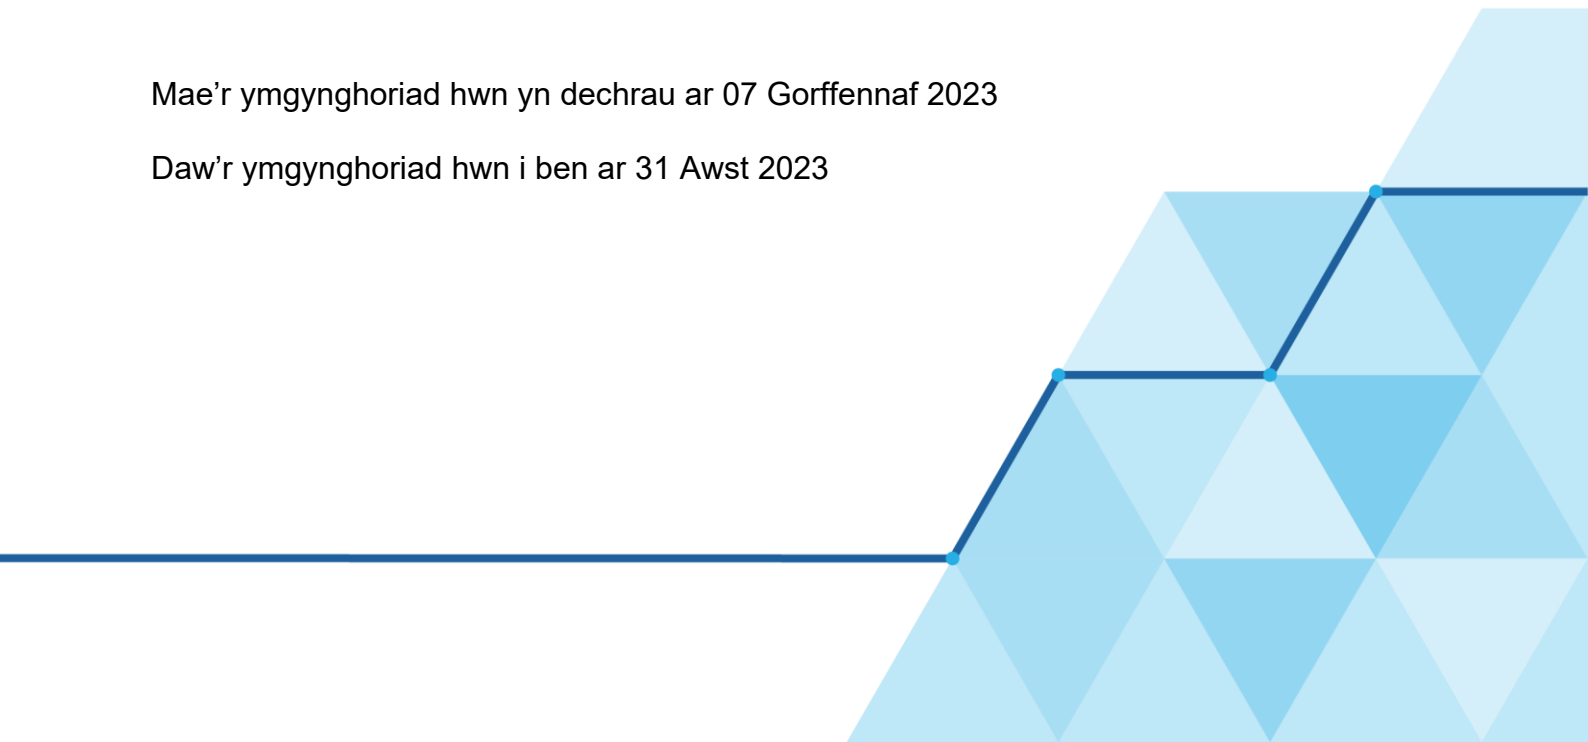 Mae’r ymgynghoriad hwn yn dechrau ar 07 Gorffennaf 2023
Daw’r ymgynghoriad hwn i ben ar 31 Awst 2023